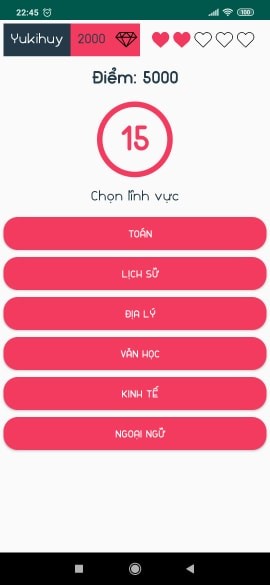 22:45
100
Yukihuy 2000
Điểm: 5000
15
Chọn lĩnh vực
TOÁN
LỊCH SỬ
ĐỊA LÝ
VĂN HỌC
KINH TẾ
NGOẠI NGỮ